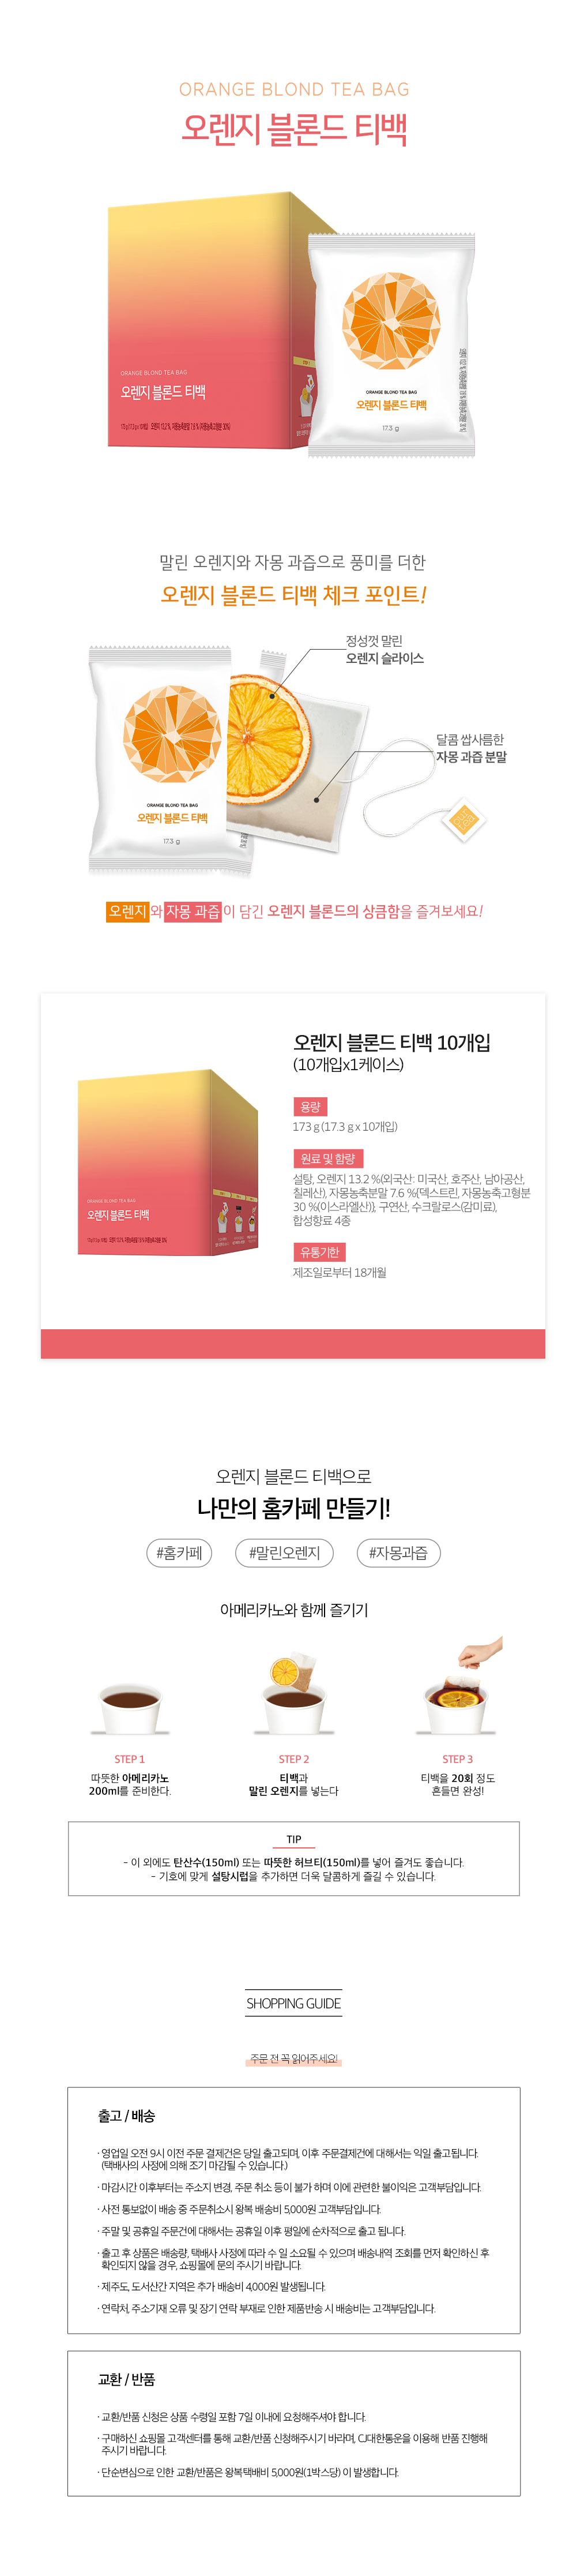 ORANGE BLOND TEA BAG
오렌지 블론드 티백
ORANGE BLOND TEA BAG
오렌지 블론드 티백
ORANGE BLOND TEA BAG
오렌지 블론드 티백
17.3 g
말린 오렌지와 자몽 과즙으로 풍미를 더한
오렌지 블론드 티백 체크 포인트!
정성껏 말린
오렌지 슬라이스
달콤 쌉사름한
자몽 과즙 분말
ORANGE BLOND TEA BAG
오렌지 블론드 티백
17.3 g
오렌지와 자몽 과즙이 담긴 오렌지 블론드의 상큼함을 즐겨보세요!
오렌지 블론드 티백 10개입
(10개입x1케이스)
용량
173 g (17.3 g x 10개입)
원료 및 함량
설탕, 오렌지 13.2 %(외국산: 미국산, 호주산, 남아공산,
칠레산), 자몽농축분말 7.6 %{덱스트린, 자몽농축고형분
30 %(이스라엘산)}, 구연산, 수크랄로스(감미료),
합성향료 4종
유통기한
제조일로부터 18개월
ORANGE BLOND TEA BAG
오렌지 블론드 티백
오렌지 블론드 티백으로
나만의 홈카페 만들기!
#홈카페 #말린오렌지 #자몽과즙
아메리카노와 함께 즐기기
STEP 1
따뜻한 아메리카노
200ml를 준비한다.
STEP 2
티백과
말린 오렌지를 넣는다
STEP 3
티백을 20회 정도
흔들면 완성!
TIP
- 이 외에도 탄산수(150ml) 또는 따뜻한 허브티(150ml)를 넣어 즐겨도 좋습니다.
- 기호에 맞게 설탕시럽을 추가하면 더욱 달콤하게 즐길 수 있습니다.
SHOPPING GUIDE
주문 전 꼭 읽어주세요!
출고 / 배송
· 영업일 오전 9시 이전 주문 결제건은 당일 출고되며, 이후 주문결제건에 대해서는 익일 출고됩니다.
(택배사의 사정에 의해 조기 마감될 수 있습니다.)
· 마감시간 이후부터는 주소지 변경, 주문 취소 등이 불가 하며 이에 관련한 불이익은 고객부담입니다.
· 사전 통보없이 배송 중 주문취소시 왕복 배송비 5,000원 고객부담입니다.
· 주말 및 공휴일 주문건에 대해서는 공휴일 이후 평일에 순차적으로 출고 됩니다.
· 출고 후 상품은 배송량, 택배사 사정에 따라 수 일 소요될 수 있으며 배송내역 조회를 먼저 확인하신 후
확인되지 않을 경우, 쇼핑몰에 문의 주시기 바랍니다.
· 제주도, 도서산간 지역은 추가 배송비 4,000원 발생됩니다.
· 연락처, 주소기재 오류 및 장기 연락 부재로 인한 제품반송 시 배송비는 고객부담입니다.
교환 / 반품
· 교환/반품 신청은 상품 수령일 포함 7일 이내에 요청해주셔야 합니다.
· 구매하신 쇼핑몰 고객센터를 통해 교환/반품 신청해주시기 바라며, CJ대한통운을 이용해 반품 진행해
주시기 바랍니다.
· 단순변심으로 인한 교환/반품은 왕복택배비 5,000원(1박스당) 이 발생합니다.